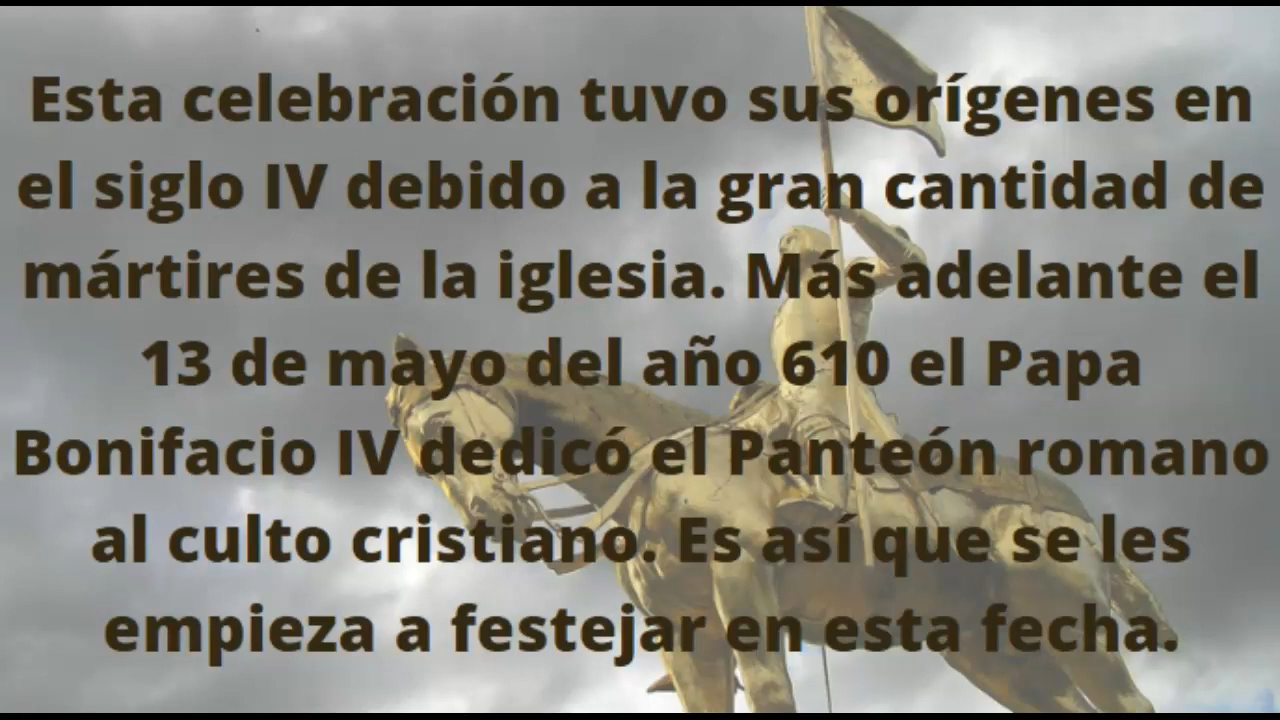 Esta celebración tuvo sus orígenes en
el siglo IV debido a la gran cantidad de
mártires de la iglesia. Más adelante el
13 de mayo del año 610 el Papa
Bonifacio IV dedicó el Panteón romano
al culto cristiano. Es así que se les
empieza a festejar en esta fecha.